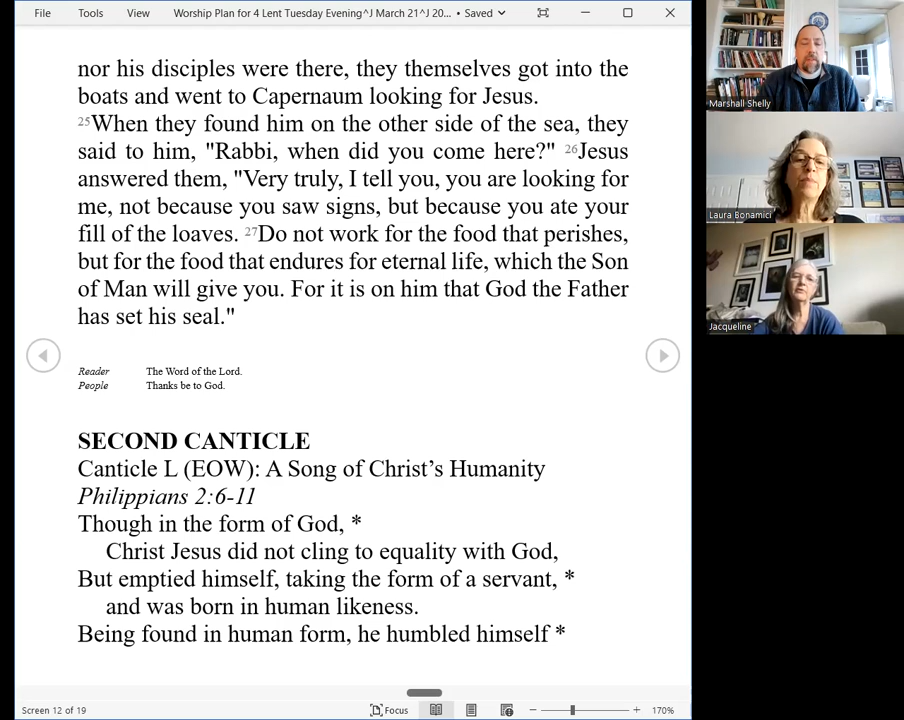 File Tools View Worship Plan for 4 Lent Tuesday Evening^J March 21^J 20... • Saved
nor his disciples were there, they themselves got into the
boats and went to Capernaum looking for Jesus.
25When they found him on the other side of the sea, they
said to him, "Rabbi, when did you come here?" 26Jesus
answered them, "Very truly, I tell you, you are looking for
me, not because you saw signs, but because you ate your
fill of the loaves. 27Do not work for the food that perishes,
but for the food that endures for eternal life, which the Son
of Man will give you. For it is on him that God the Father
has set his seal."
Reader The Word of the Lord.
People Thanks be to God.
SECOND CANTICLE
Canticle L (EOW): A Song of Christ's Humanity
Philippians 2:6-11
Though in the form of God, *
Christ Jesus did not cling to equality with God,
But emptied himself, taking the form of a servant, *
and was born in human likeness.
Being found in human form, he humbled himself *
Screen 12 of 19 Focus 170%
Marshall Shelly
Laura Bonamici
Jacqueline